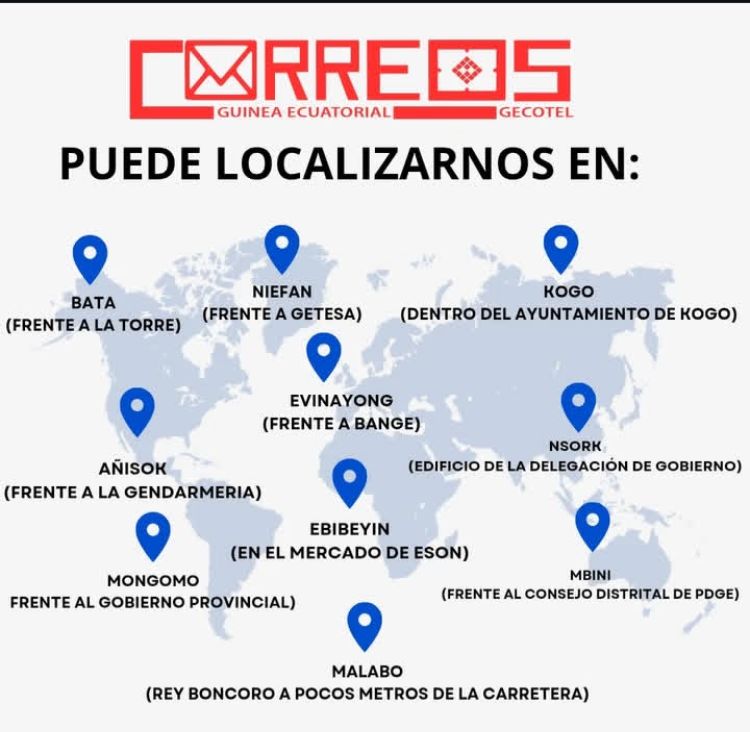 CORREOS
GUINEA ECUATORIAL GECOTEL
PUEDE LOCALIZARNOS EN:
BATA
(FRENTE A LA TORRE)
NIEFAN
(FRENTE A GETESA)
KOGO
(DENTRO DEL AYUNTAMIENTO DE KOGO)
EVINAYONG
(FRENTE A BANGE)
AÑISOK
(FRENTE A LA GENDARMERIA)
NSORK
(EDIFICIO DE LA DELEGACIÓN DE GOBIERNO)
EBIBEYIN
(EN EL MERCADO DE ESON)
MONGOMO
FRENTE AL GOBIERNO PROVINCIAL)
MBINI
(FRENTE AL CONSEJO DISTRITAL DE PDGE)
MALABO
(REY BONCORO A POCOS METROS DE LA CARRETERA)